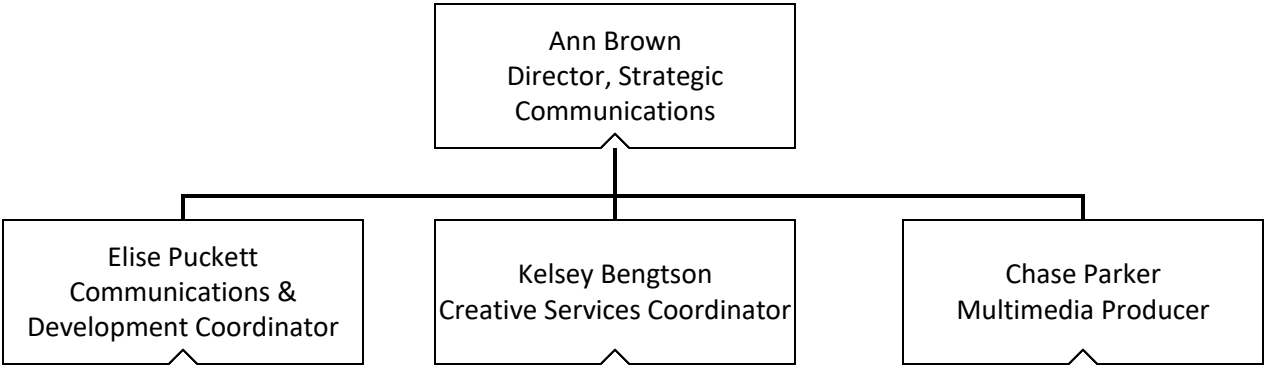 Ann Brown
Director, Strategic
Communications
Elise Puckett
Communications &
Development Coordinator
Kelsey Bengtson
Creative Services Coordinator
Chase Parker
Multimedia Producer